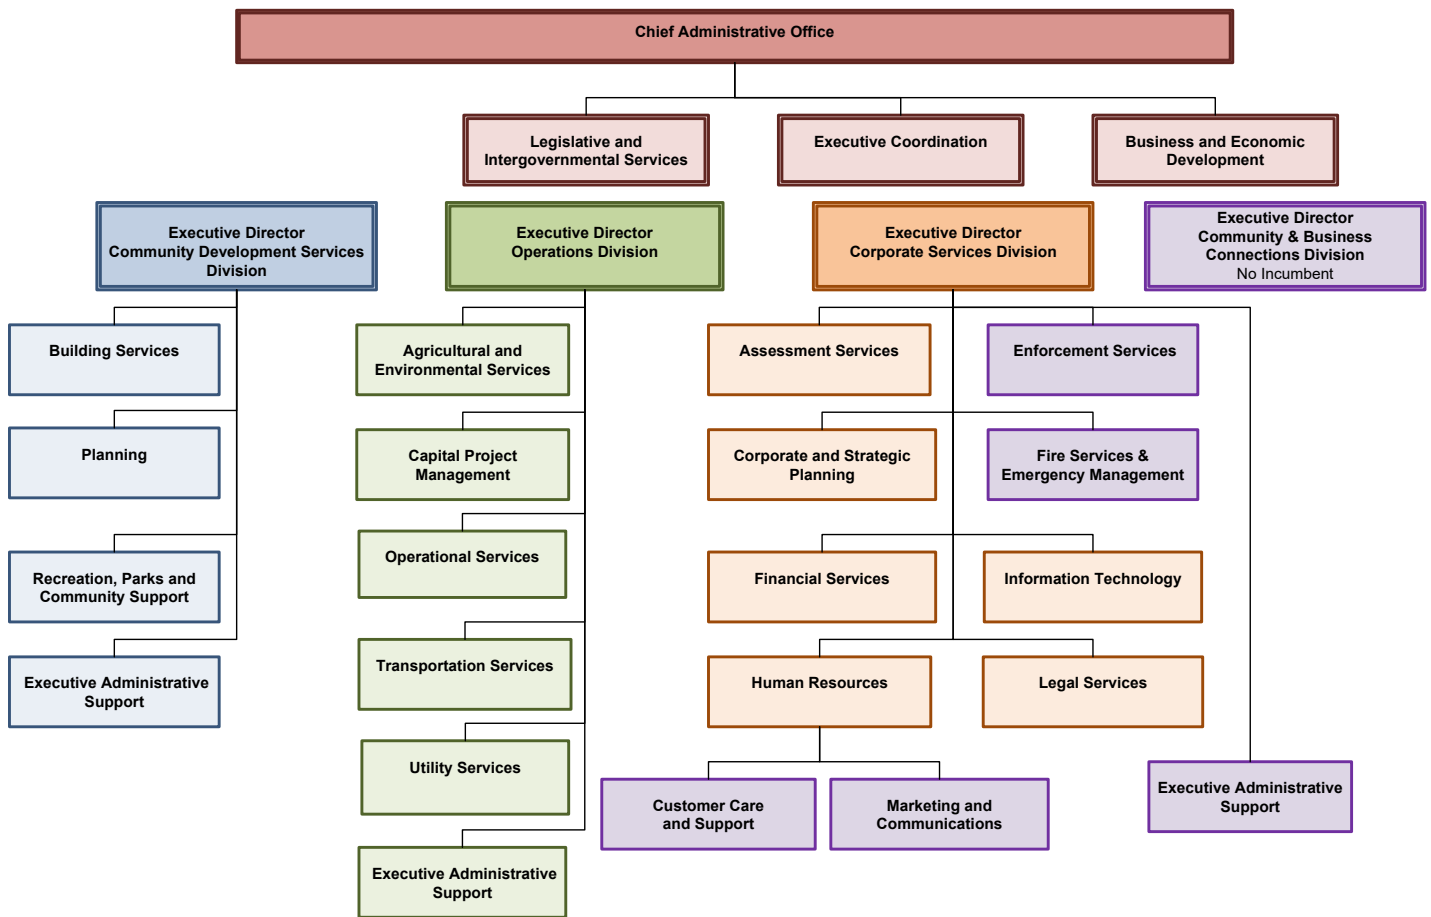 Chief Administrative Office
Legislative and
Intergovernmental Services
Executive Coordination
Business and Economic
Development
Executive Director
Community Development Services
Division
Executive Director
Operations Division
Executive Director
Corporate Services Division
Executive Director
Community & Business
Connections Division
No Incumbent
Building Services
Agricultural and
Environmental Services
Assessment Services
Enforcement Services
Planning
Capital Project
Management
Corporate and Strategic
Planning
Fire Services &
Emergency Management
Recreation, Parks and
Community Support
Operational Services
Financial Services
Information Technology
Executive Administrative
Support
Transportation Services
Human Resources
Legal Services
Utility Services
Customer Care
and Support
Marketing and
Communications
Executive Administrative
Support
Executive Administrative
Support